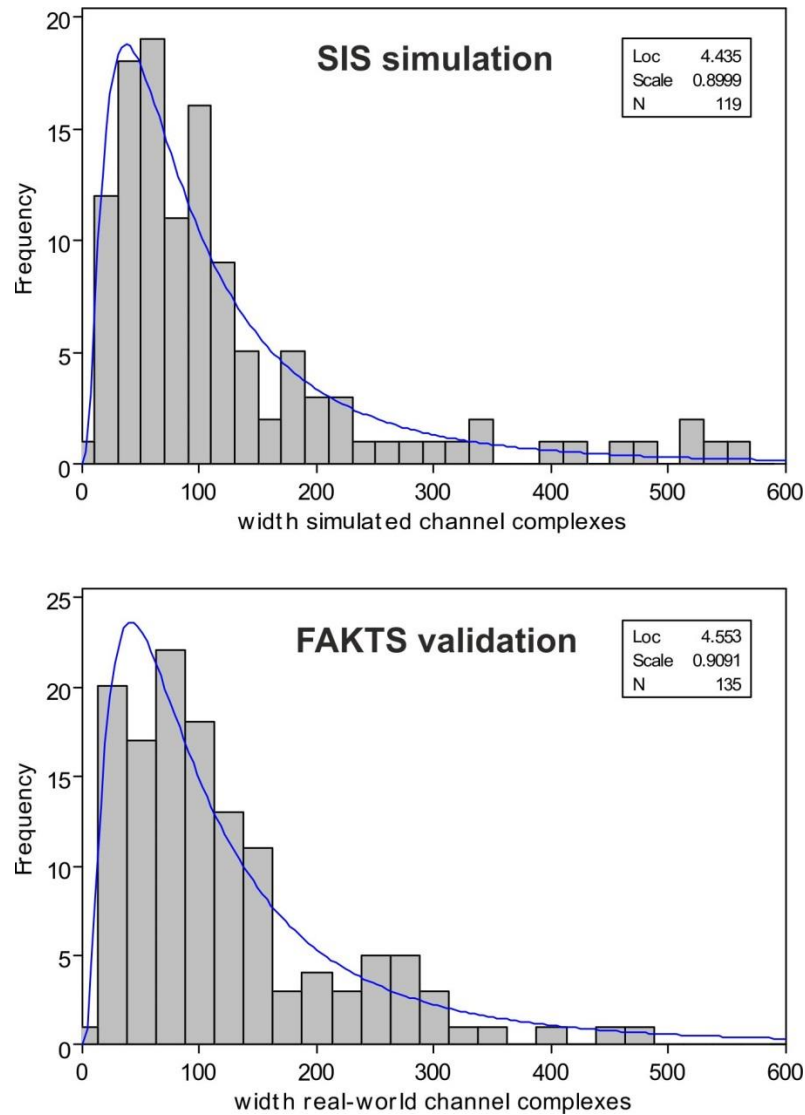 SIS simulation
Loc 4.435
Scale 0.8999
N 119
Frequency
20
15
10
5
0
0 100 200 300 400 500 600
width simulated channel complexes
FAKTS validation
Loc 4.553
Scale 0.9091
N 135
Frequency
25
20
15
10
5
0
0 100 200 300 400 500 600
width real-world channel complexes